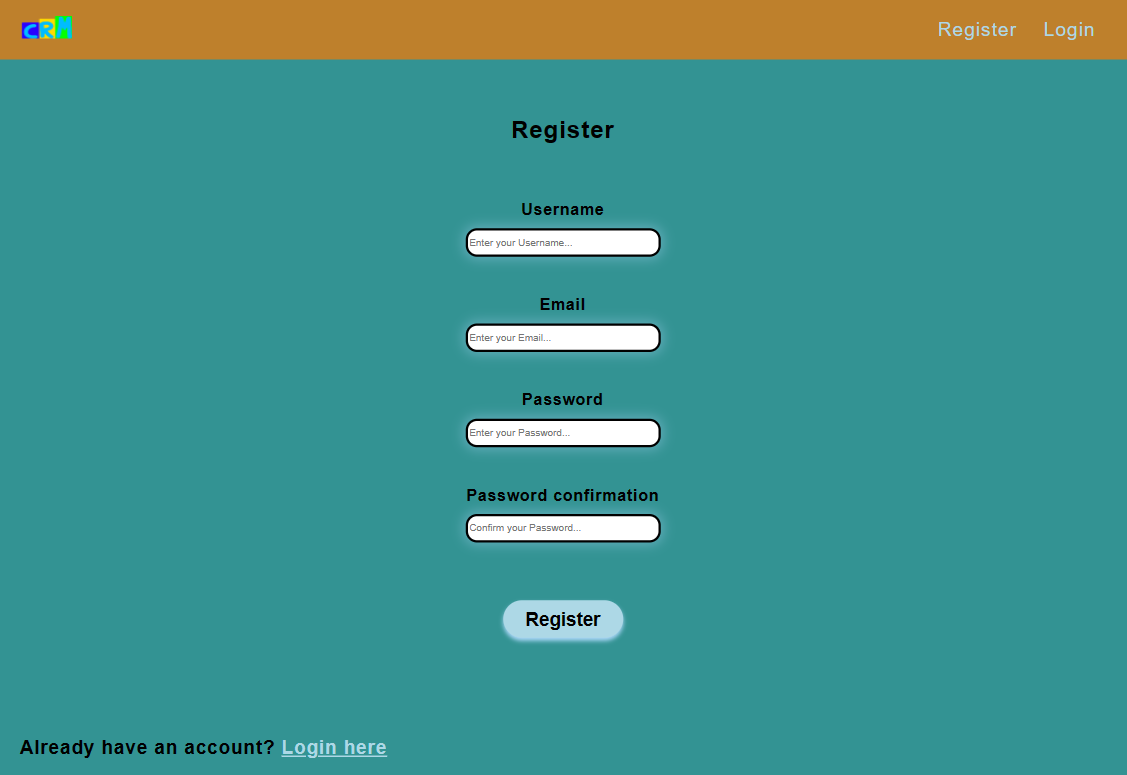 CRM
Register Login
Register
Username
Enter your Username...
Email
Enter your Email...
Password
Enter your Password...
Password confirmation
Confirm your Password...
Register
Already have an account? Login here